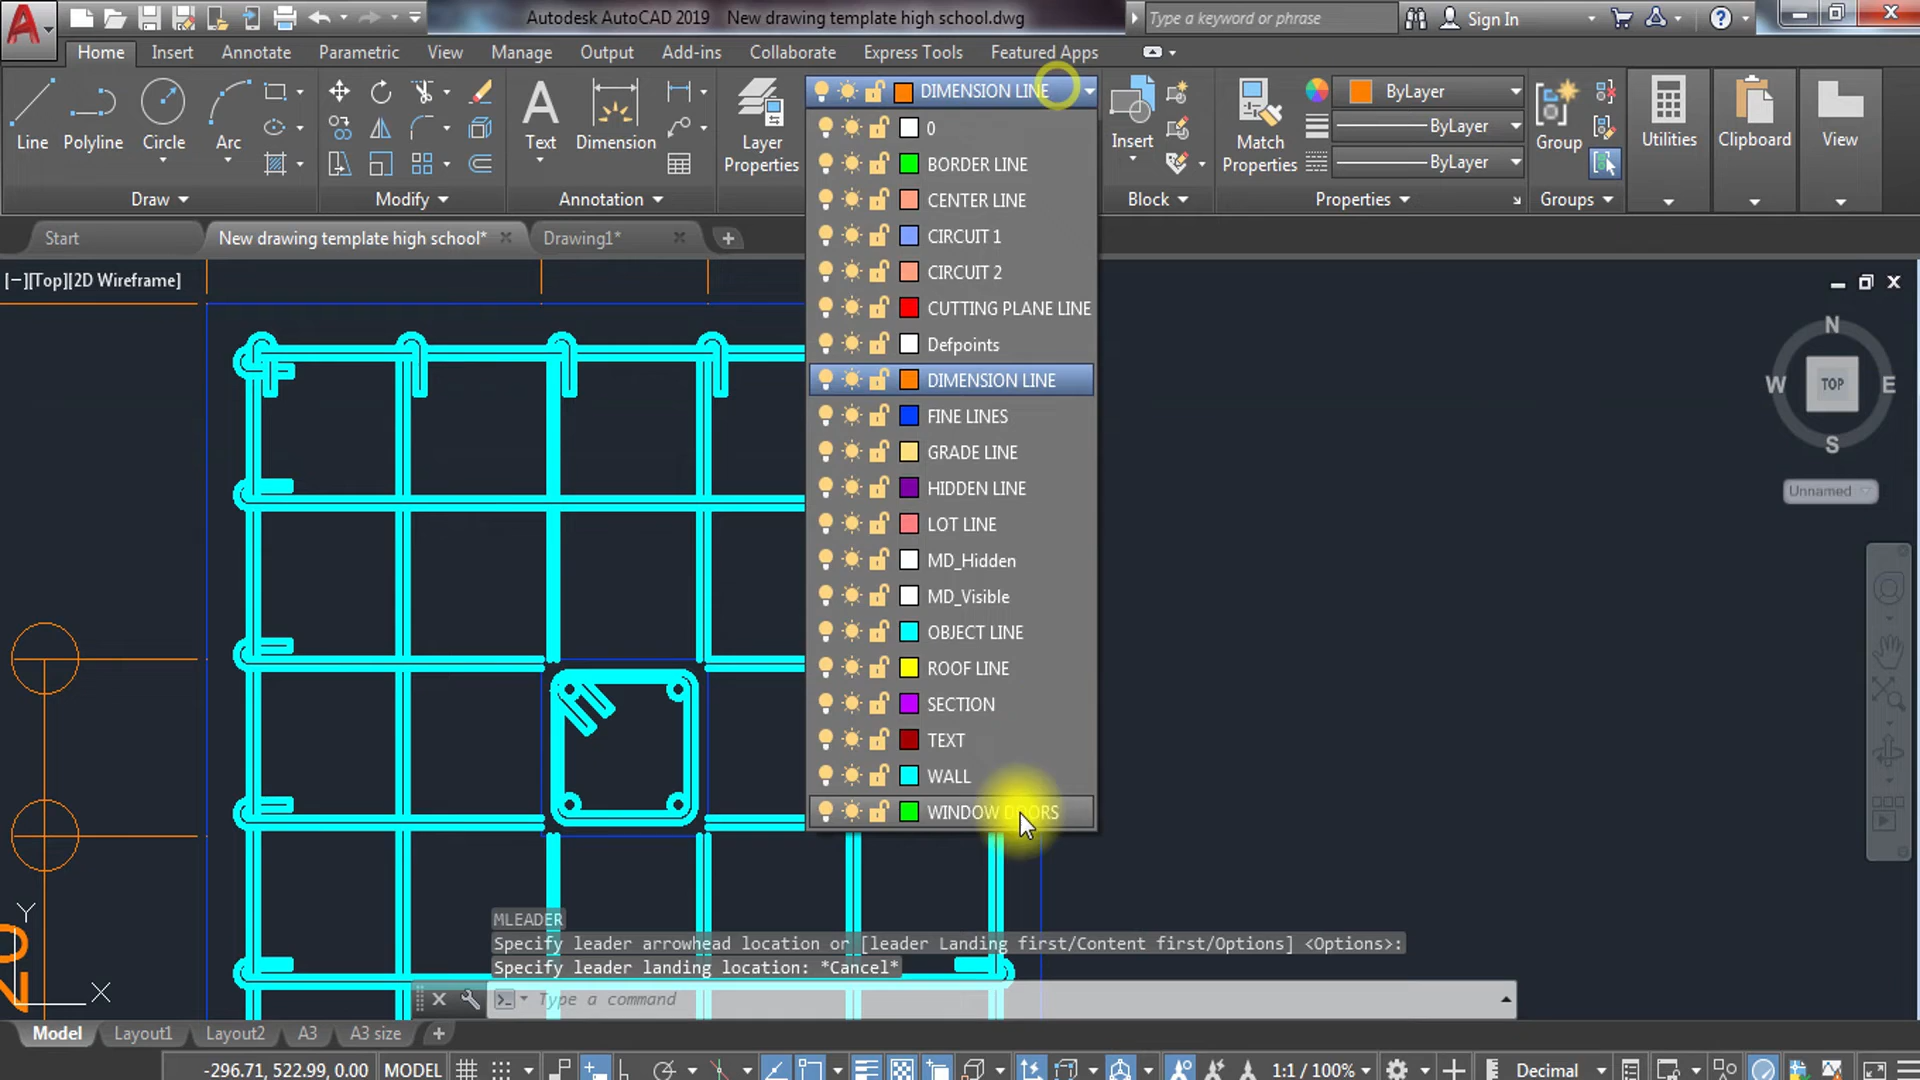 Autodesk AutoCAD 2019 New drawing template high school.dwg
Type a keyword or phrase
Sign In
Home Insert Annotate Parametric View Manage Output Add-ins Collaborate Express Tools Featured Apps
Line Polyline Circle Arc Text Dimension Layer Properties Insert Match Properties Group Utilities Clipboard View
DIMENSION LINE
ByLayer
ByLayer
ByLayer
Draw Modify Annotation Block Properties Groups
Start New drawing template high school* Drawing1*
[−][Top][2D Wireframe]
0
BORDER LINE
CENTER LINE
CIRCUIT 1
CIRCUIT 2
CUTTING PLANE LINE
Defpoints
DIMENSION LINE
FINE LINES
GRADE LINE
HIDDEN LINE
LOT LINE
MD_Hidden
MD_Visible
OBJECT LINE
ROOF LINE
SECTION
TEXT
WALL
WINDOW DOORS
N
W TOP E
S
Unnamed
Y
X
MLEADER
Specify leader arrowhead location or [leader Landing first/Content first/Options] <Options>:
Specify leader landing location: *Cancel*
Type a command
Model Layout1 Layout2 A3 A3 size
-296.71, 522.99, 0.00 MODEL 1:1 / 100% Decimal